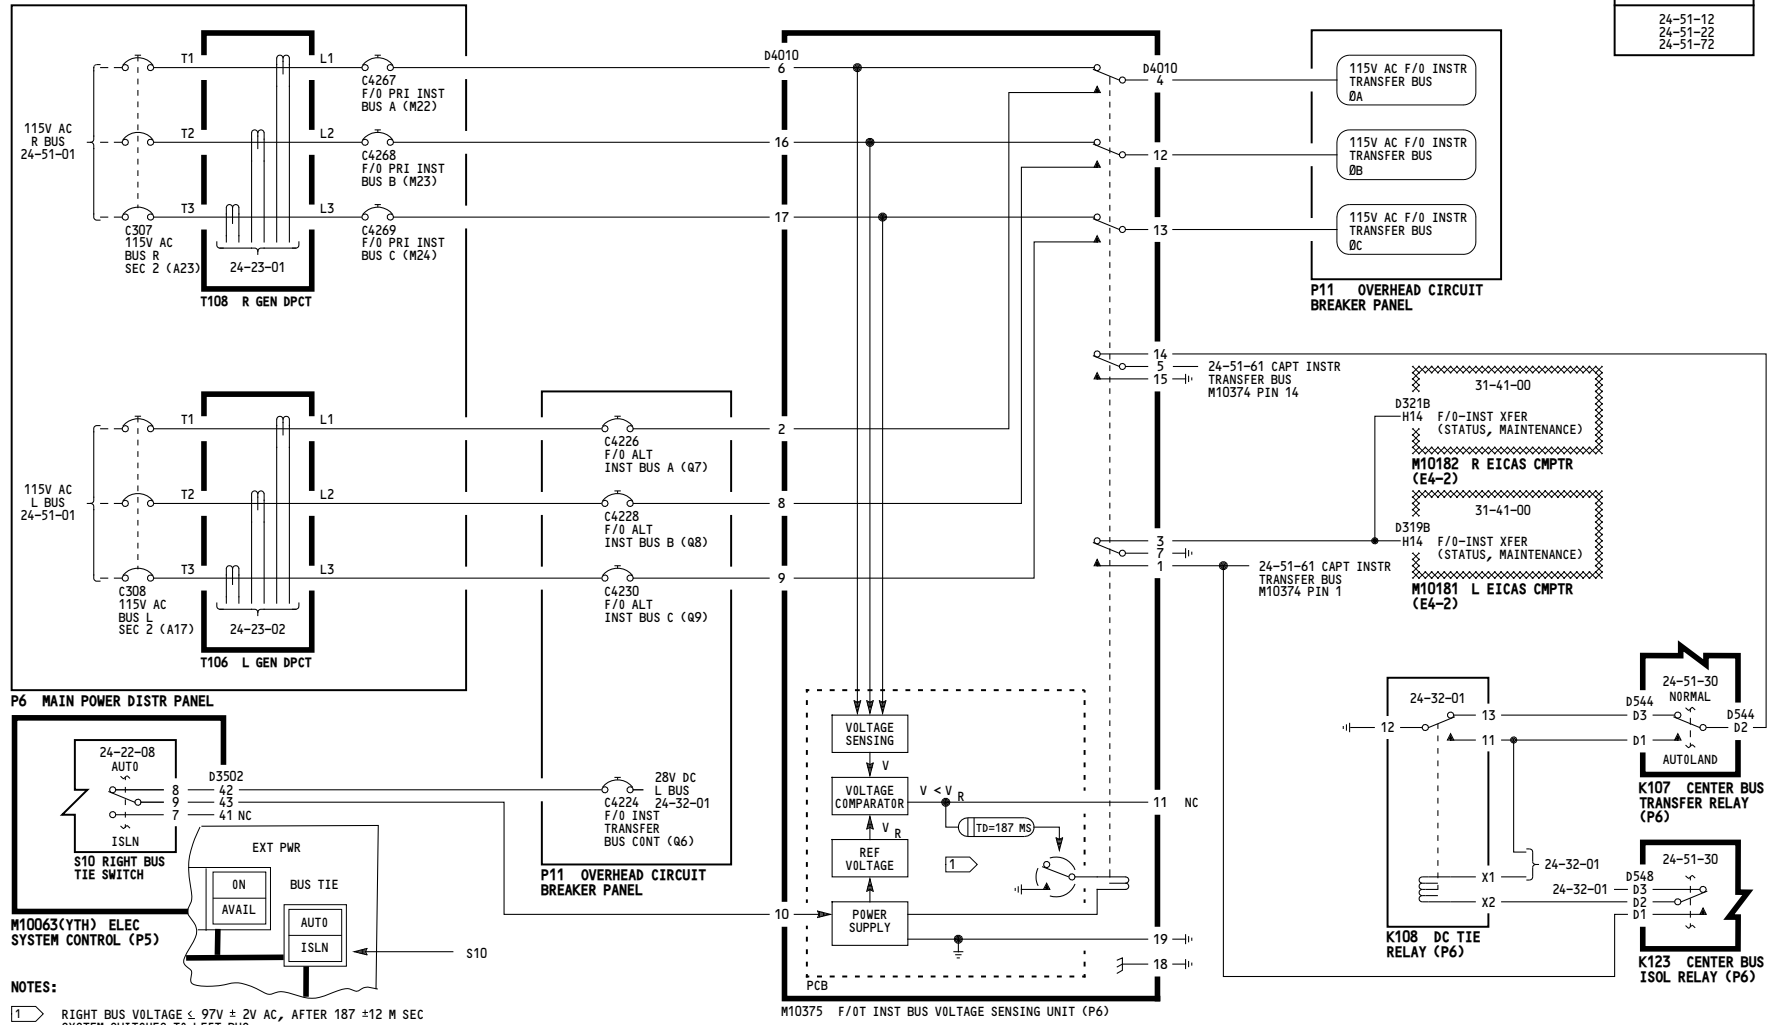 24-51-12
24-51-22
24-51-72
115V AC
R BUS
24-51-01
T1
T2
T3
C307
115V AC
BUS R
SEC 2 (A23)
24-23-01
L1
L2
L3
T108 R GEN DPCT
C4267
F/O PRI INST
BUS A (M22)
C4268
F/O PRI INST
BUS B (M23)
C4269
F/O PRI INST
BUS C (M24)
115V AC
L BUS
24-51-01
T1
T2
T3
C308
115V AC
BUS L
SEC 2 (A17)
24-23-02
L1
L2
L3
T106 L GEN DPCT
P6 MAIN POWER DISTR PANEL
C4226
F/O ALT
INST BUS A (Q7)
C4228
F/O ALT
INST BUS B (Q8)
C4230
F/O ALT
INST BUS C (Q9)
28V DC
L BUS
24-32-01
C4224
F/O INST
TRANSFER
BUS CONT (Q6)
P11 OVERHEAD CIRCUIT
BREAKER PANEL
D4010
6
16
17
2
8
9
10
D4010
4
12
13
14
5
15
3
7
1
11 NC
19
18
115V AC F/O INSTR
TRANSFER BUS
ØA
115V AC F/O INSTR
TRANSFER BUS
ØB
115V AC F/O INSTR
TRANSFER BUS
ØC
P11 OVERHEAD CIRCUIT
BREAKER PANEL
24-51-61 CAPT INSTR
TRANSFER BUS
M10374 PIN 14
31-41-00
D321B
H14 F/O-INST XFER
(STATUS, MAINTENANCE)
M10182 R EICAS CMPTR
(E4-2)
31-41-00
D319B
H14 F/O-INST XFER
(STATUS, MAINTENANCE)
M10181 L EICAS CMPTR
(E4-2)
24-51-61 CAPT INSTR
TRANSFER BUS
M10374 PIN 1
VOLTAGE
SENSING
V
VOLTAGE
COMPARATOR
V < V R
V R
TD=187 MS
REF
VOLTAGE
1
POWER
SUPPLY
PCB
M10375 F/OT INST BUS VOLTAGE SENSING UNIT (P6)
24-32-01
12
13
11
X1
X2
K108 DC TIE
RELAY (P6)
24-32-01
24-32-01
24-51-30
NORMAL
D544
D3
D1
D544
D2
AUTOLAND
K107 CENTER BUS
TRANSFER RELAY
(P6)
24-51-30
D548
D3
D2
D1
K123 CENTER BUS
ISOL RELAY (P6)
24-22-08
AUTO
8
9
7
ISLN
D3502
42
43
41 NC
S10 RIGHT BUS
TIE SWITCH
M10063(YTH) ELEC
SYSTEM CONTROL (P5)
EXT PWR
ON
AVAIL
BUS TIE
AUTO
ISLN
S10
NOTES:
1 RIGHT BUS VOLTAGE ≤ 97V ± 2V AC, AFTER 187 ±12 M SEC